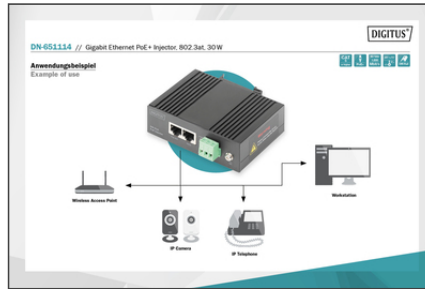 DIGITUS®
DN-651114 // Gigabit Ethernet PoE+ Injector, 802.3at, 30 W
Anwendungsbeispiel
Example of use
Wireless Access Point
IP Camera
IP Telephone
Workstation